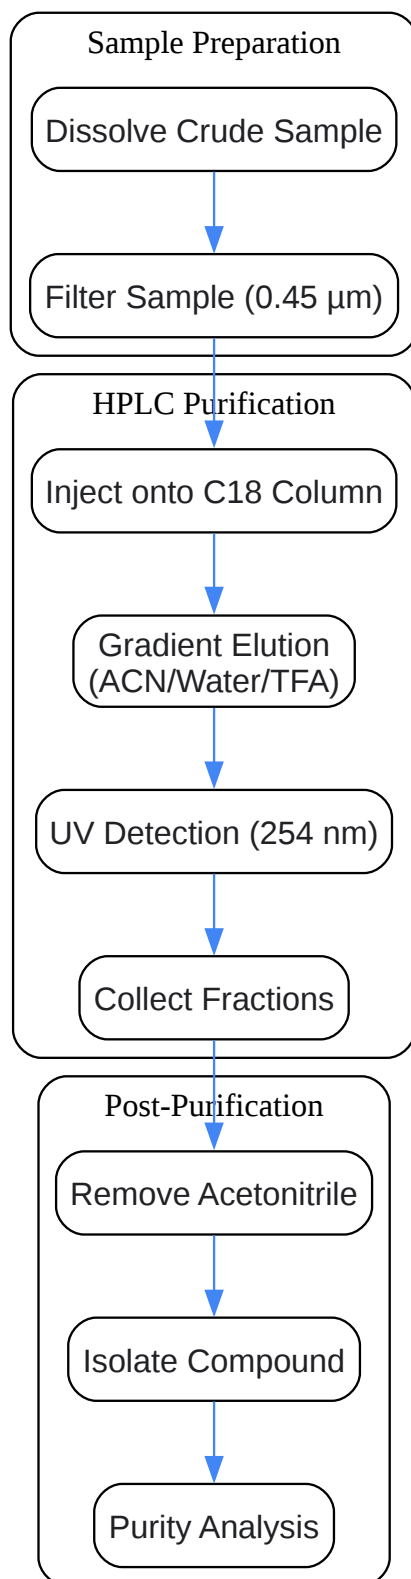 Sample Preparation
Dissolve Crude Sample
Filter Sample (0.45 µm)
HPLC Purification
Inject onto C18 Column
Gradient Elution
(ACN/Water/TFA)
UV Detection (254 nm)
Collect Fractions
Post-Purification
Remove Acetonitrile
Isolate Compound
Purity Analysis